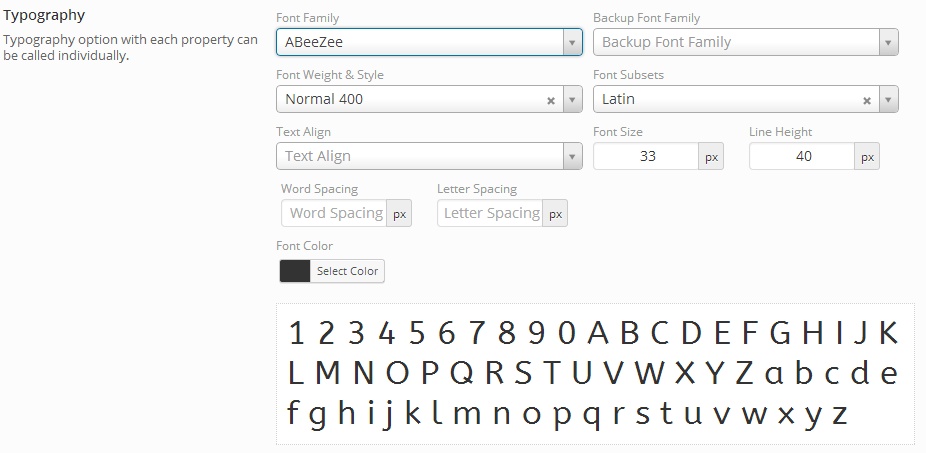 Typography
Typography option with each property can
be called individually.
Font Family
Backup Font Family
ABeeZee
Backup Font Family
Font Weight & Style
Font Subsets
Normal 400
Latin
Text Align
Font Size
Line Height
Text Align
33
px
40
px
Word Spacing
Letter Spacing
Word Spacing
px
Letter Spacing
px
Font Color
Select Color
1 2 3 4 5 6 7 8 9 0 A B C D E F G H I J K
L M N O P Q R S T U V W X Y Z a b c d e
f g h i j k l m n o p q r s t u v w x y z